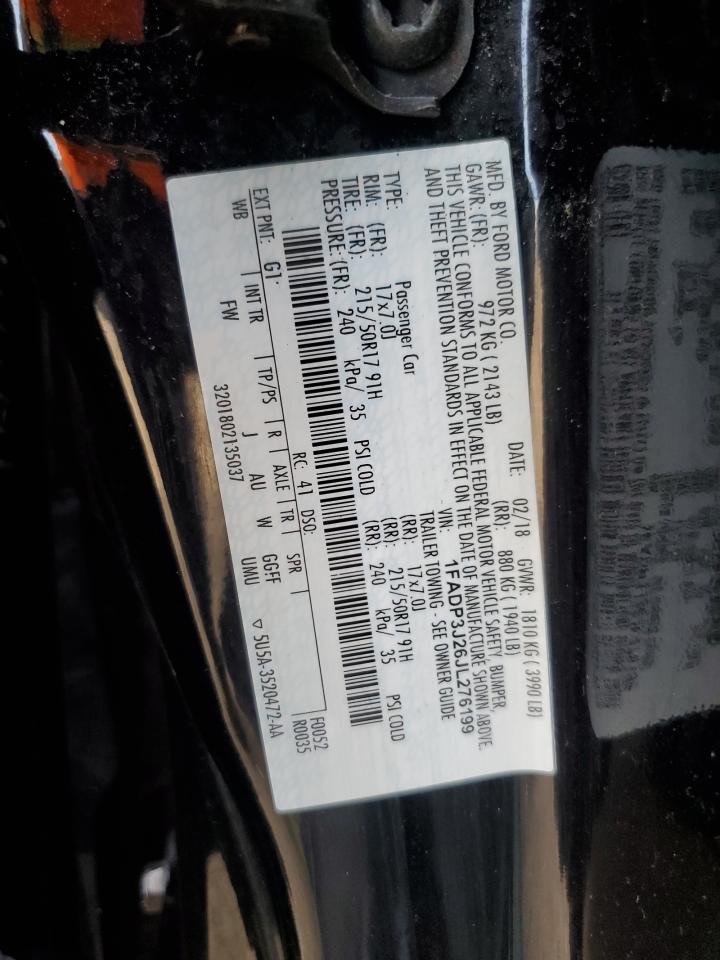 MFD. BY FORD MOTOR CO
DATE: 02/18 GVWR: 1810 KG ( 3990 LB)
GAWR: (FR): 972 KG ( 2143 LB) (RR): 880 KG ( 1940 LB)
THIS VEHICLE CONFORMS TO ALL APPLICABLE FEDERAL MOTOR VEHICLE SAFETY, BUMPER,
AND THEFT PREVENTION STANDARDS IN EFFECT ON THE DATE OF MANUFACTURE SHOWN ABOVE.
VIN: 1FADP3J26JL276199
TYPE: Passenger Car TRAILER TOWING - SEE OWNER GUIDE
RIM: (FR): 17x7.0J (RR): 17x7.0J
TIRE: (FR): 215/50R17 91H (RR): 215/50R17 91H
PRESSURE: (FR): 240 kPa/ 35 PSI COLD (RR): 240 kPa/ 35 PSI COLD
F0052
RC: 41 DSO: R0035
EXT PNT: G1
WB INT TR TP/PS R AXLE TR SPR
FW J AU W GGFF
3201802135037 UMU ▽ 5U5A-3520472-AA